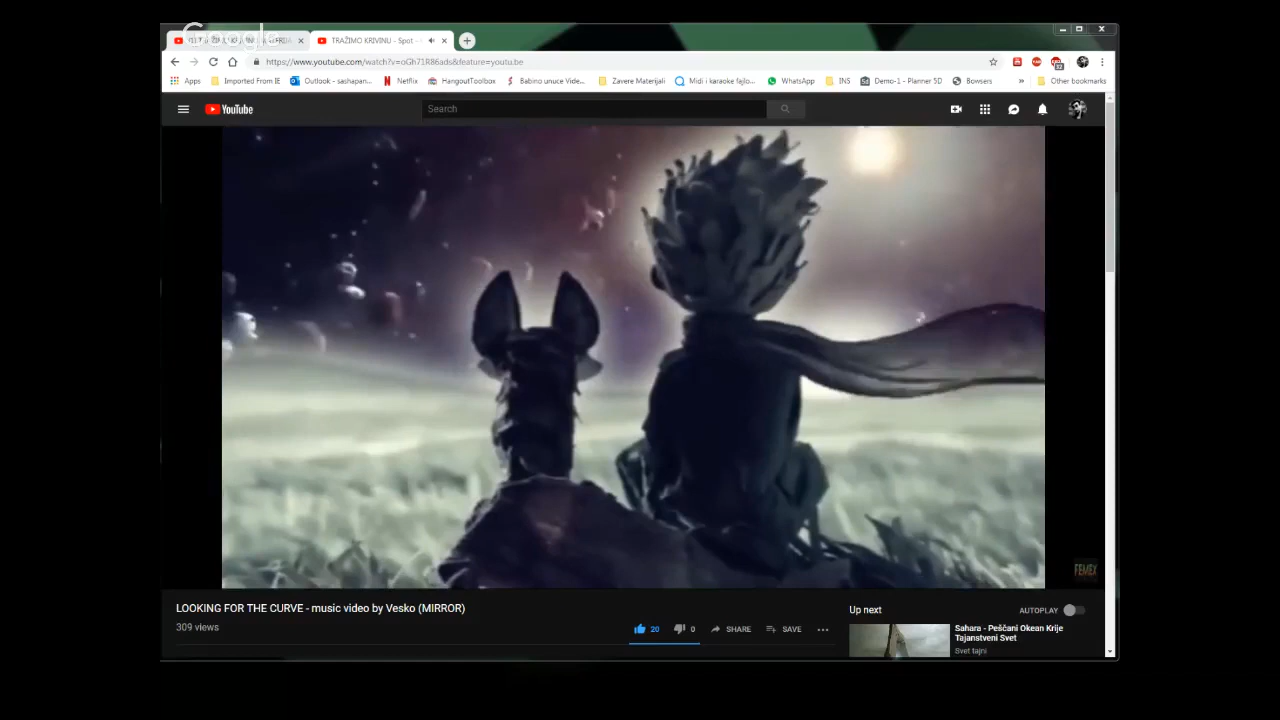 Google
TRAŽIMO KRIVINU - Spot -
https://www.youtube.com/watch?v=oGh71R86ads&feature=youtu.be
Apps Imported From IE Outlook - sashapan... Netflix HangoutToolbox Babino unuce Vide... Zavere Materijali Midi i karaoke fajlo... WhatsApp INS Demo-1 - Planner 5D Bowsers » Other bookmarks
YouTube Search
FEMEX
LOOKING FOR THE CURVE - music video by Vesko (MIRROR)
309 views
20 0 SHARE SAVE
Up next AUTOPLAY
Sahara - Peščani Okean Krije
Tajanstveni Svet
Svet tajni